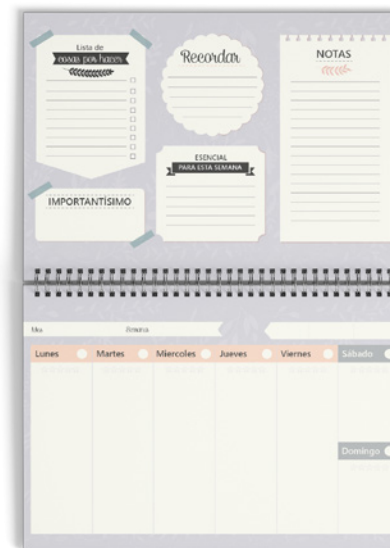 Lista de
cosas por hacer
Recordar
NOTAS
ESENCIAL
PARA ESTA SEMANA
IMPORTANTÍSIMO
Mes
Semana
Lunes
Martes
Miercoles
Jueves
Viernes
Sábado
Domingo